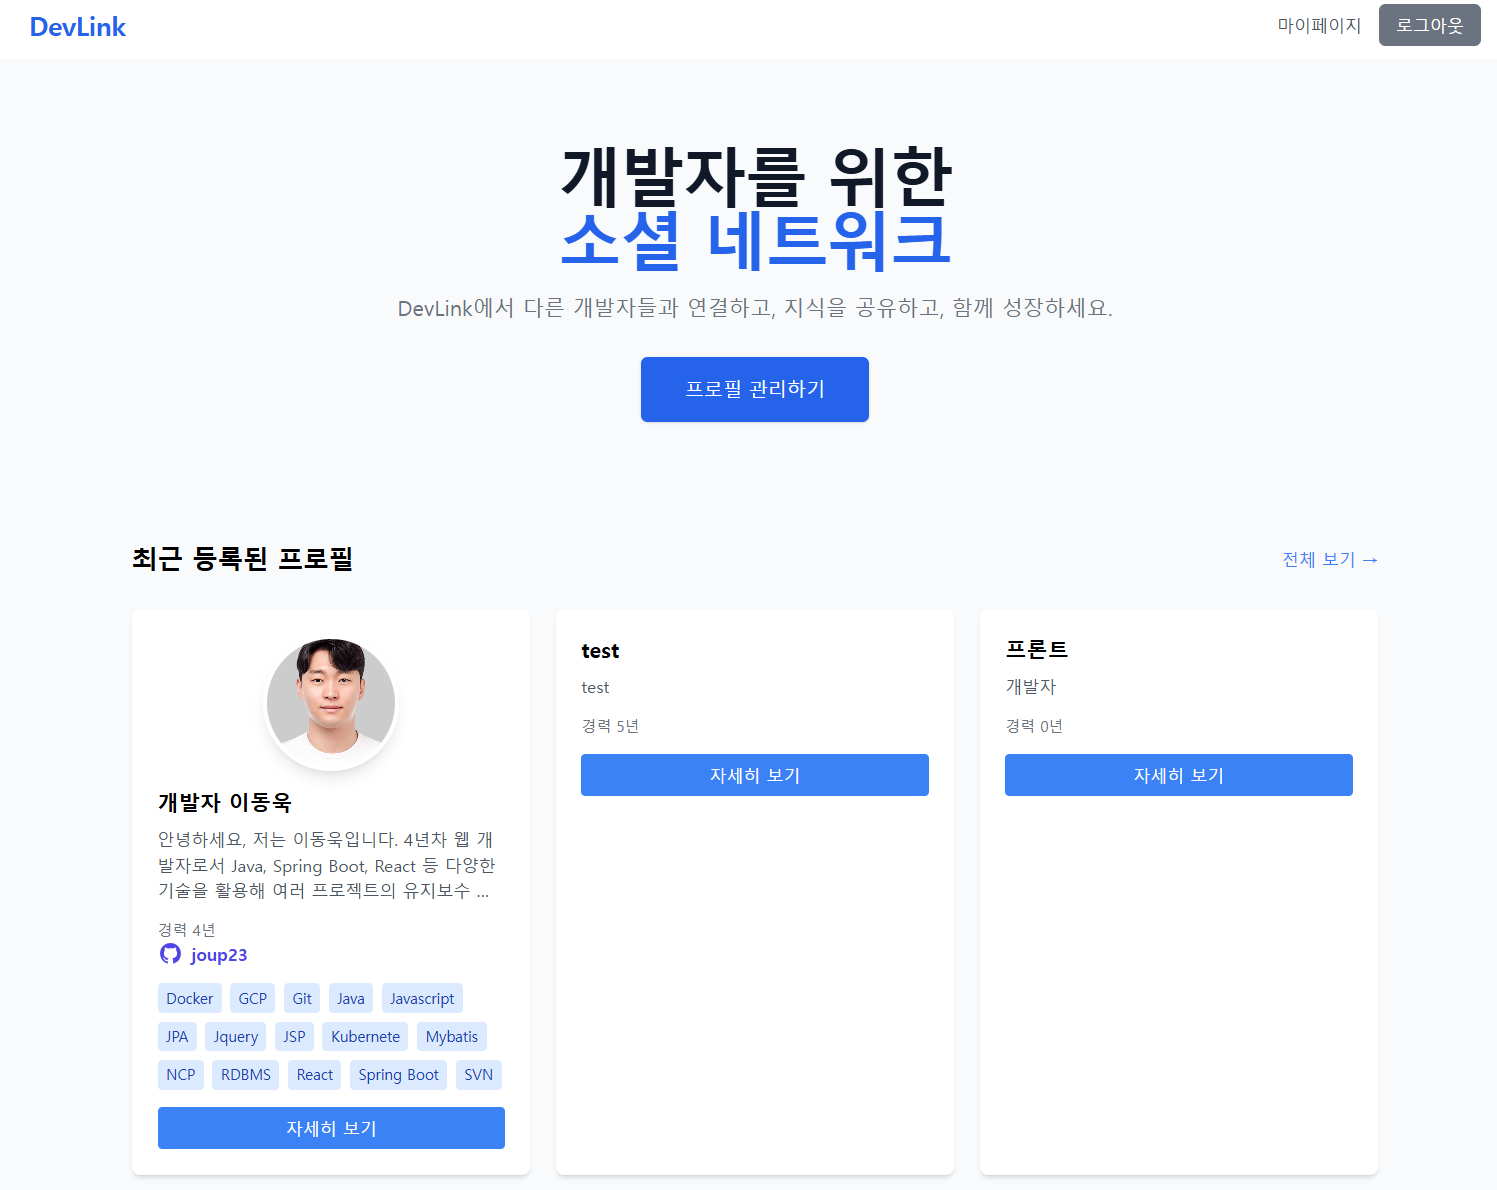 DevLink
마이페이지
로그아웃
개발자를 위한
소셜 네트워크
DevLink에서 다른 개발자들과 연결하고, 지식을 공유하고, 함께 성장하세요.
프로필 관리하기
최근 등록된 프로필
전체 보기 →
개발자 이동욱
안녕하세요, 저는 이동욱입니다. 4년차 웹 개
발자로서 Java, Spring Boot, React 등 다양한
기술을 활용해 여러 프로젝트의 유지보수 ...
경력 4년
joup23
Docker GCP Git Java Javascript
JPA Jquery JSP Kubernete Mybatis
NCP RDBMS React Spring Boot SVN
자세히 보기
test
test
경력 5년
자세히 보기
프론트
개발자
경력 0년
자세히 보기